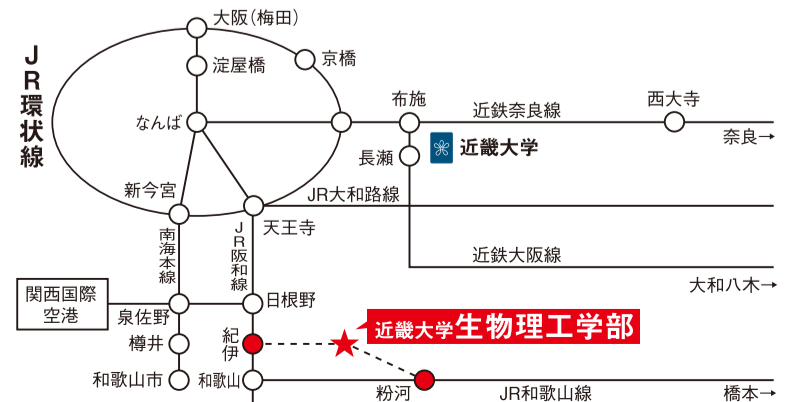 大阪（梅田）
JR環状線
淀屋橋
京橋
なんば
布施
近鉄奈良線
西大寺
奈良→
長瀬
近畿大学
新今宮
JR大和路線
天王寺
南海本線
JR阪和線
近鉄大阪線
大和八木→
関西国際
空港
泉佐野
日根野
近畿大学生物理工学部
樽井
紀伊
和歌山市
和歌山
粉河
JR和歌山線
橋本→